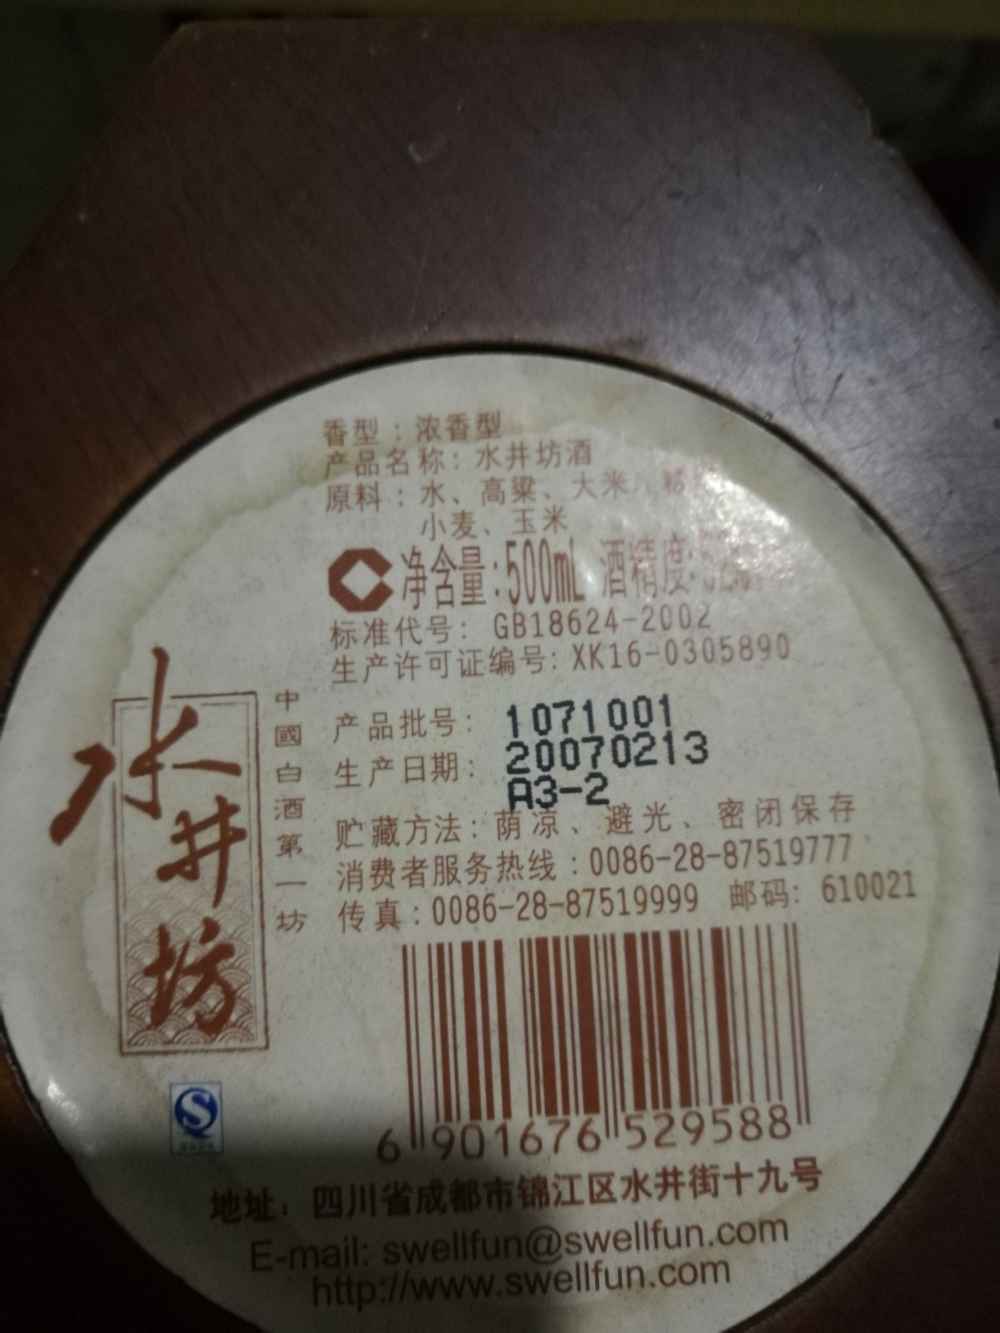 香型：浓香型
产品名称：水井坊酒
原料：水、高粱、大米、糯
小麦、玉米
净含量:500mL 酒精度:52
标准代号：GB18624-2002
生产许可证编号：XK16-0305890
产品批号：1071001
生产日期：20070213
A3-2
贮藏方法：荫凉、避光、密闭保存
消费者服务热线：0086-28-87519777
传真：0086-28-87519999 邮码：610021
水井坊
中國白酒第一坊
S
6 901676 529588
地址：四川省成都市锦江区水井街十九号
E-mail: swellfun@swellfun.com
http://www.swellfun.com